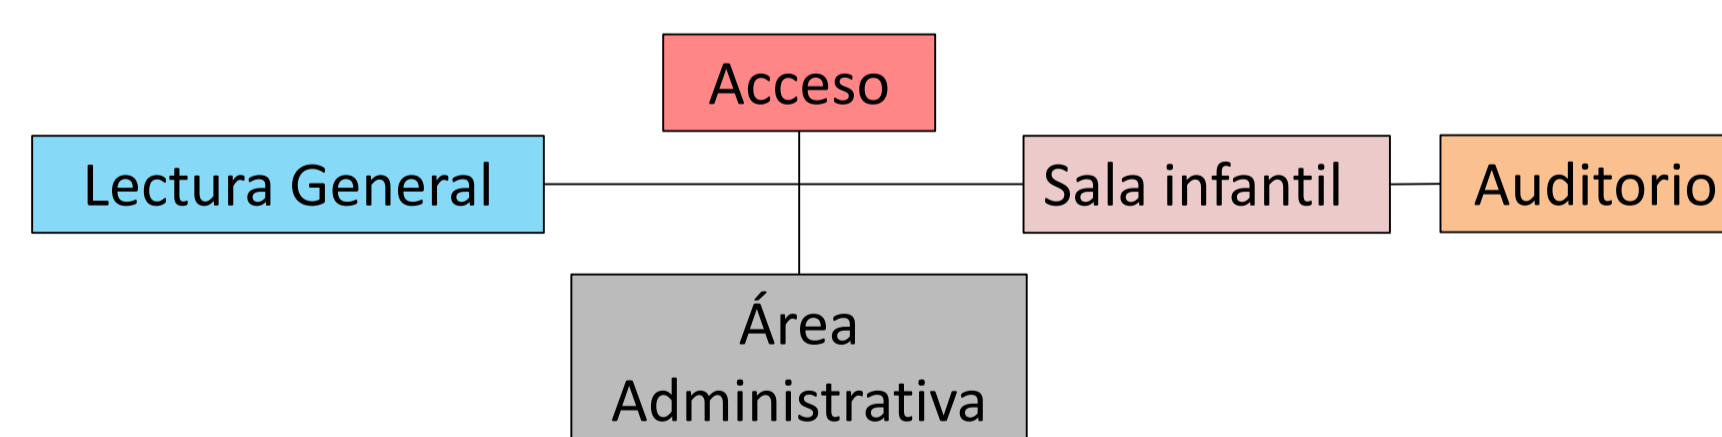 Acceso
Lectura General
Sala infantil
Auditorio
Área
Administrativa